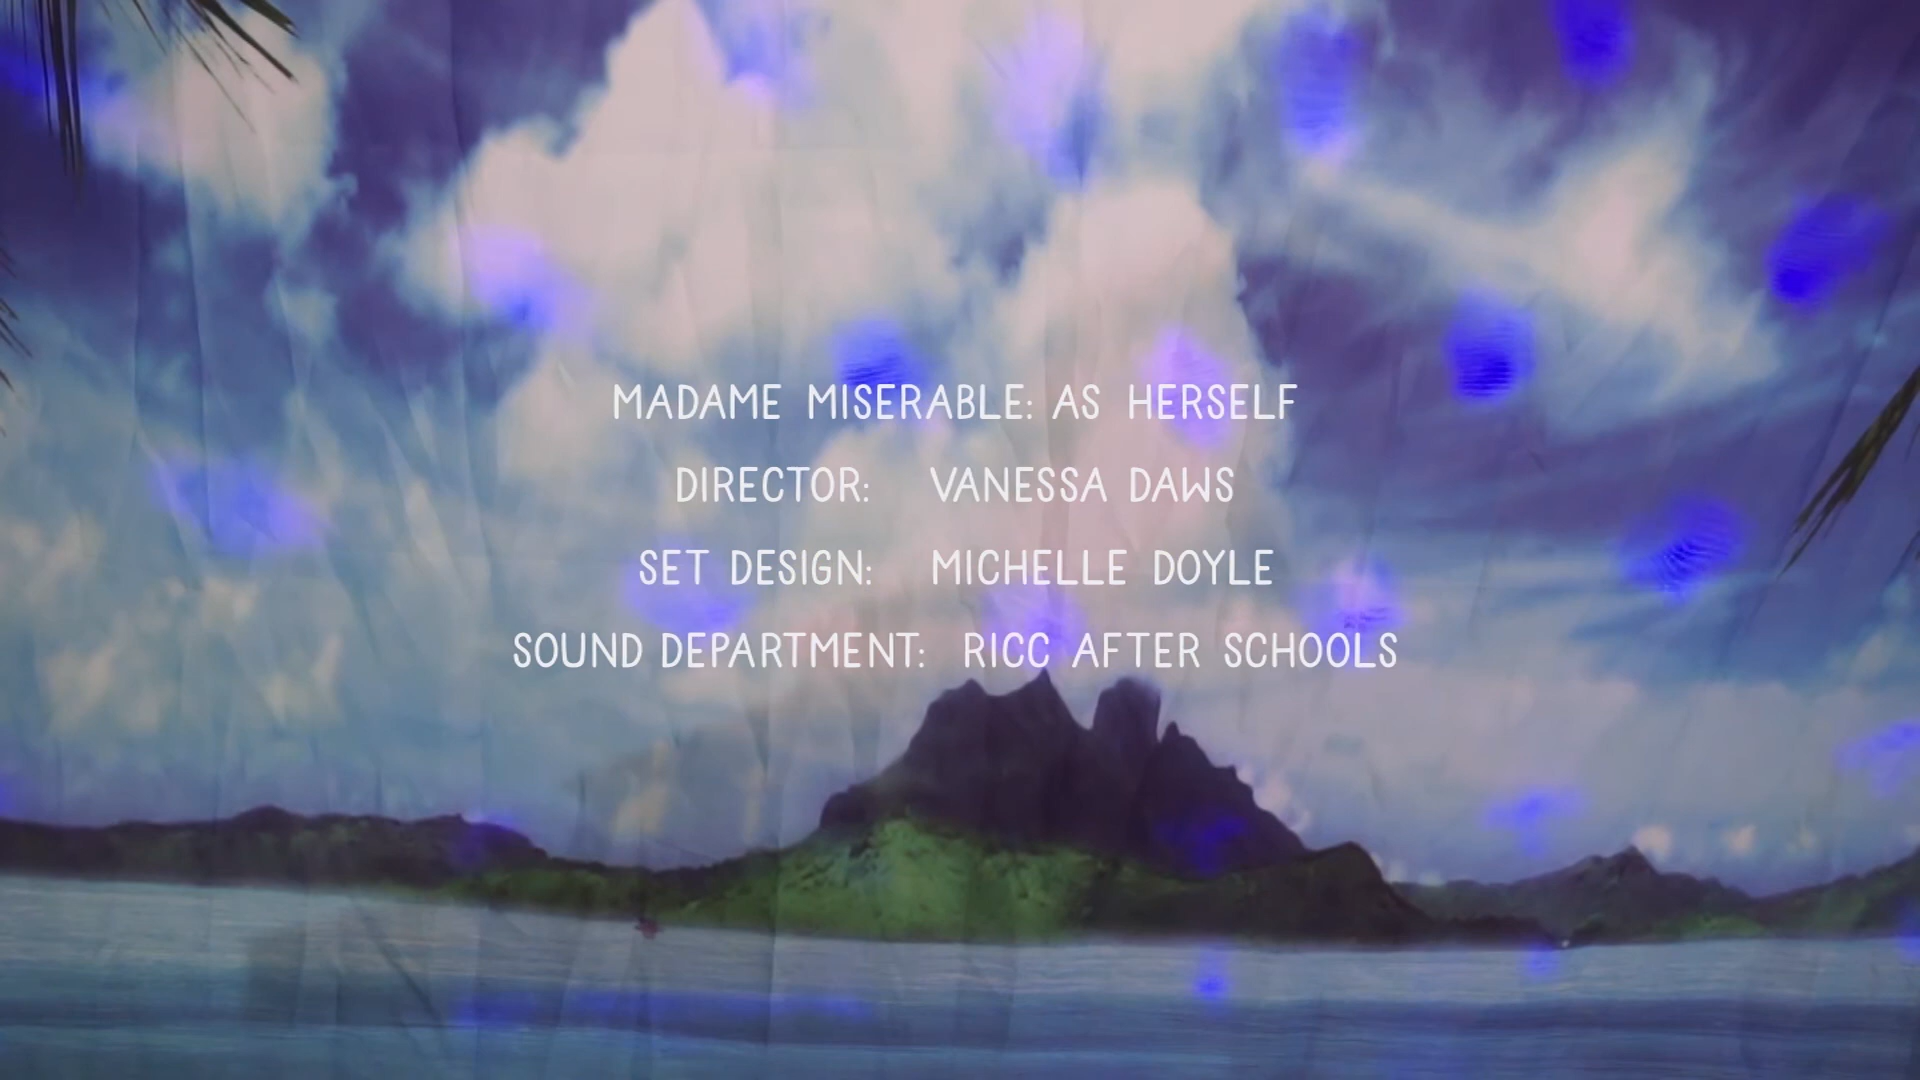 MADAME MISERABLE: AS HERSELF
DIRECTOR: VANESSA DAWS
SET DESIGN: MICHELLE DOYLE
SOUND DEPARTMENT: RICC AFTER SCHOOLS